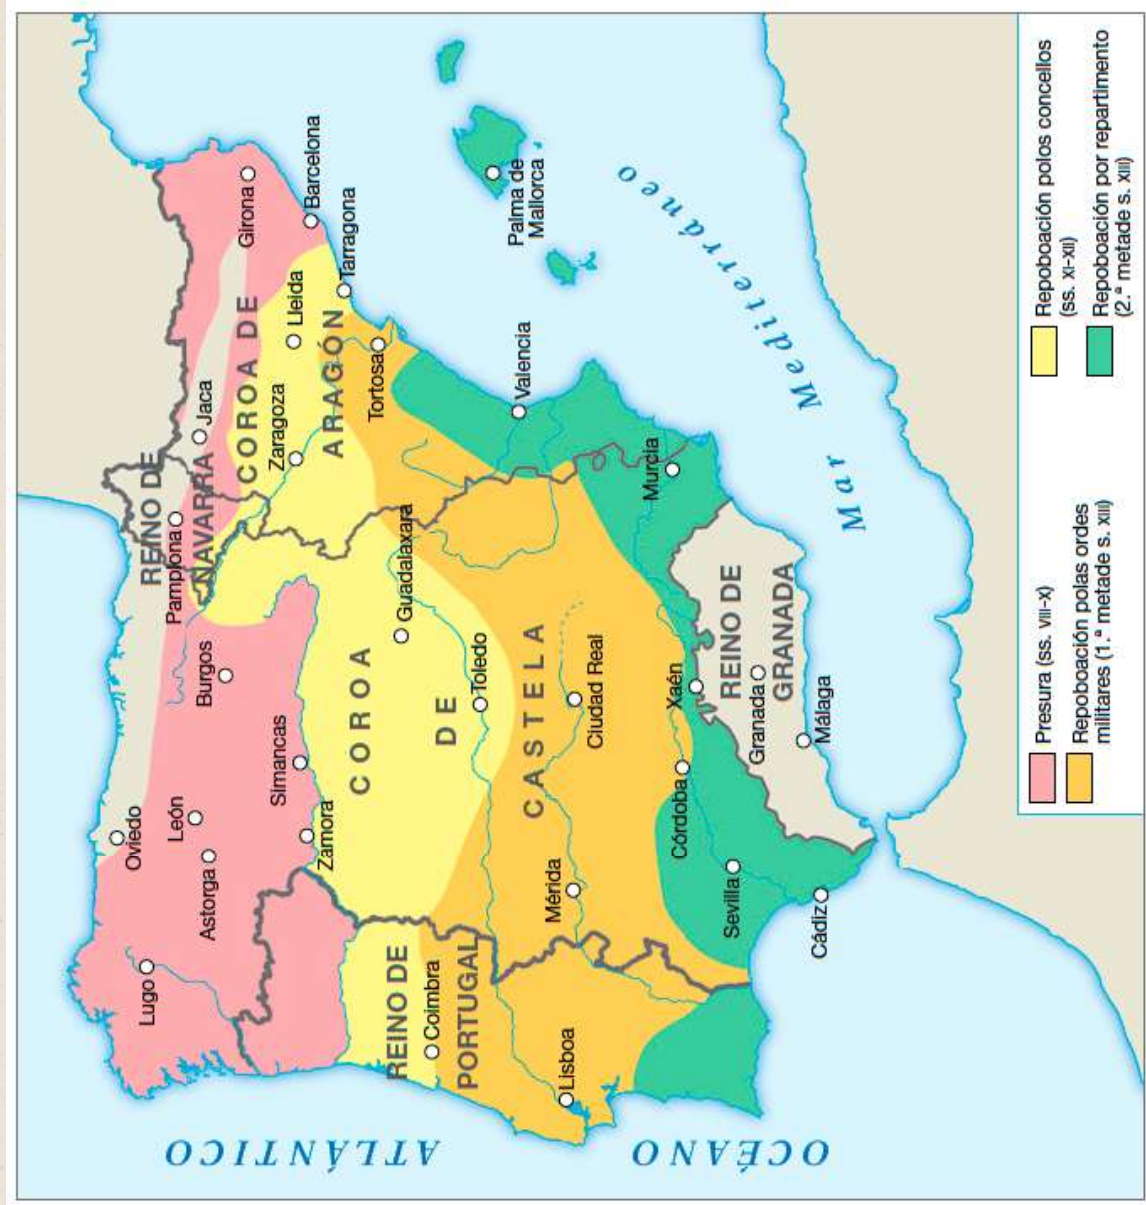 REINO DE
NAVARRA
Pamplona
Jaca
Girona
Barcelona
Tarragona
Lleida
COROA DE
ARAGÓN
Zaragoza
Tortosa
Oviedo
Lugo
León
Astorga
Burgos
Simancas
Zamora
Guadalaxara
COROA
DE
CASTELA
Toledo
Ciudad Real
Mérida
REINO DE
PORTUGAL
Coimbra
Lisboa
Valencia
Palma de
Mallorca
Murcia
Xaén
Córdoba
Sevilla
Cádiz
REINO DE
GRANADA
Granada
Málaga
OCÉANO
ATLÁNTICO
Mar Mediterráneo
Presura (ss. VIII-X)
Repoboación polas ordes
militares (1.ª metade s. XIII)
Repoboación polos concellos
(ss. XI-XII)
Repoboación por repartimento
(2.ª metade s. XIII)